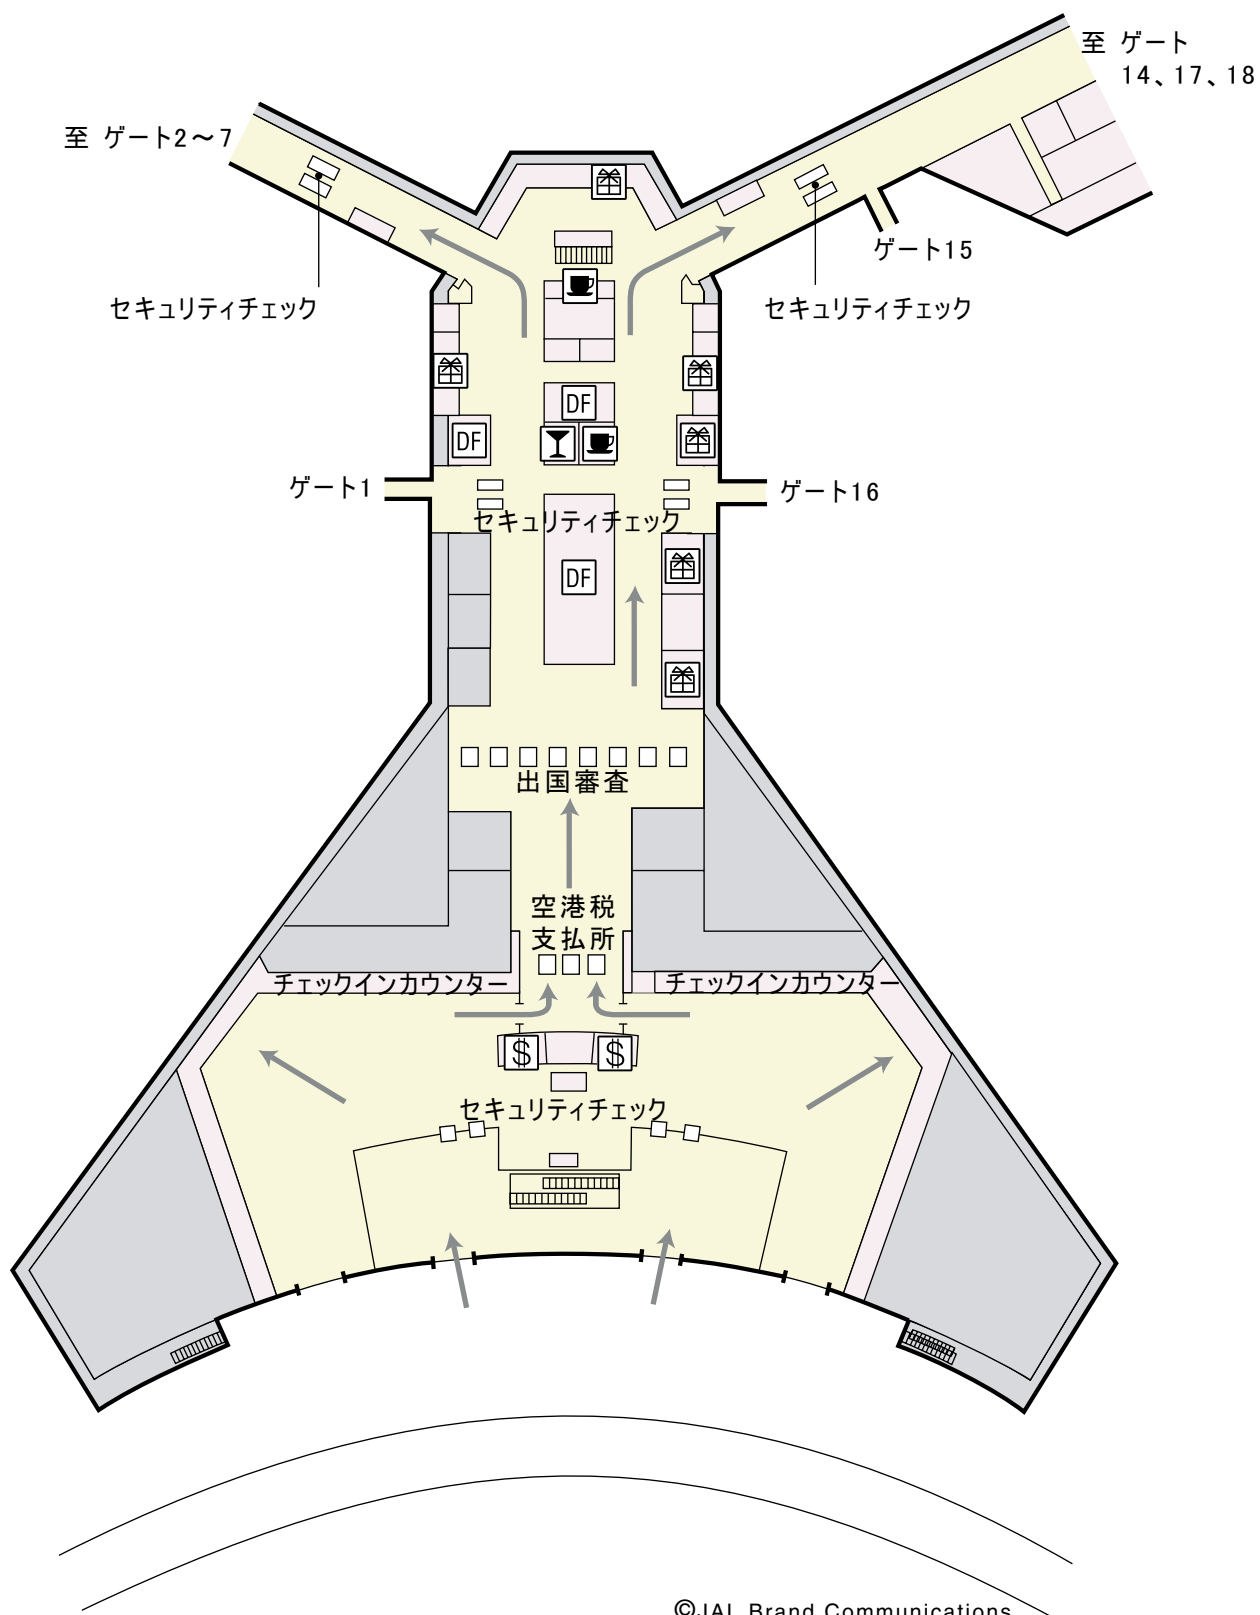 至 ゲート
14、17、18
至 ゲート2〜7
ゲート15
セキュリティチェック
セキュリティチェック
DF
DF
ゲート1
ゲート16
セキュリティチェック
DF
出国審査
空港税
支払所
チェックインカウンター
チェックインカウンター
$
$
セキュリティチェック
©JAL Brand Communications